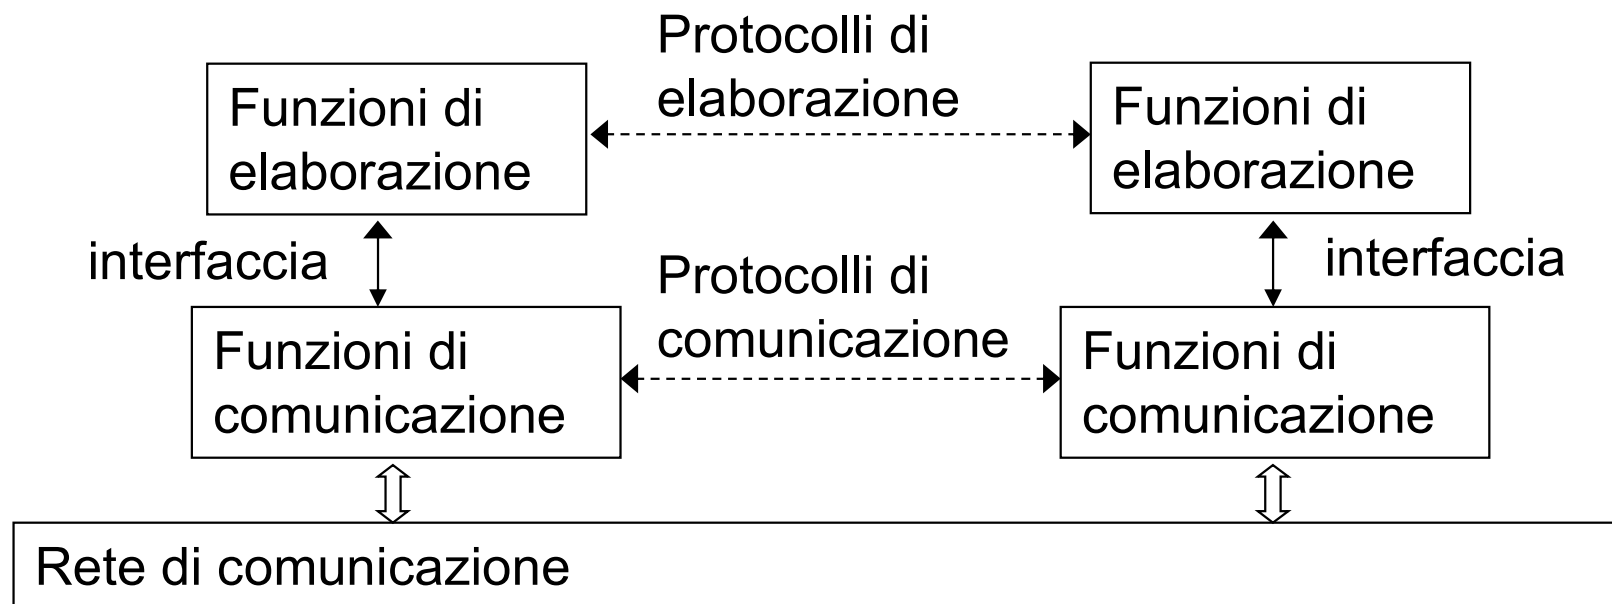 Protocolli di
elaborazione
Funzioni di
elaborazione
Funzioni di
elaborazione
interfaccia
interfaccia
Protocolli di
comunicazione
Funzioni di
comunicazione
Funzioni di
comunicazione
Rete di comunicazione